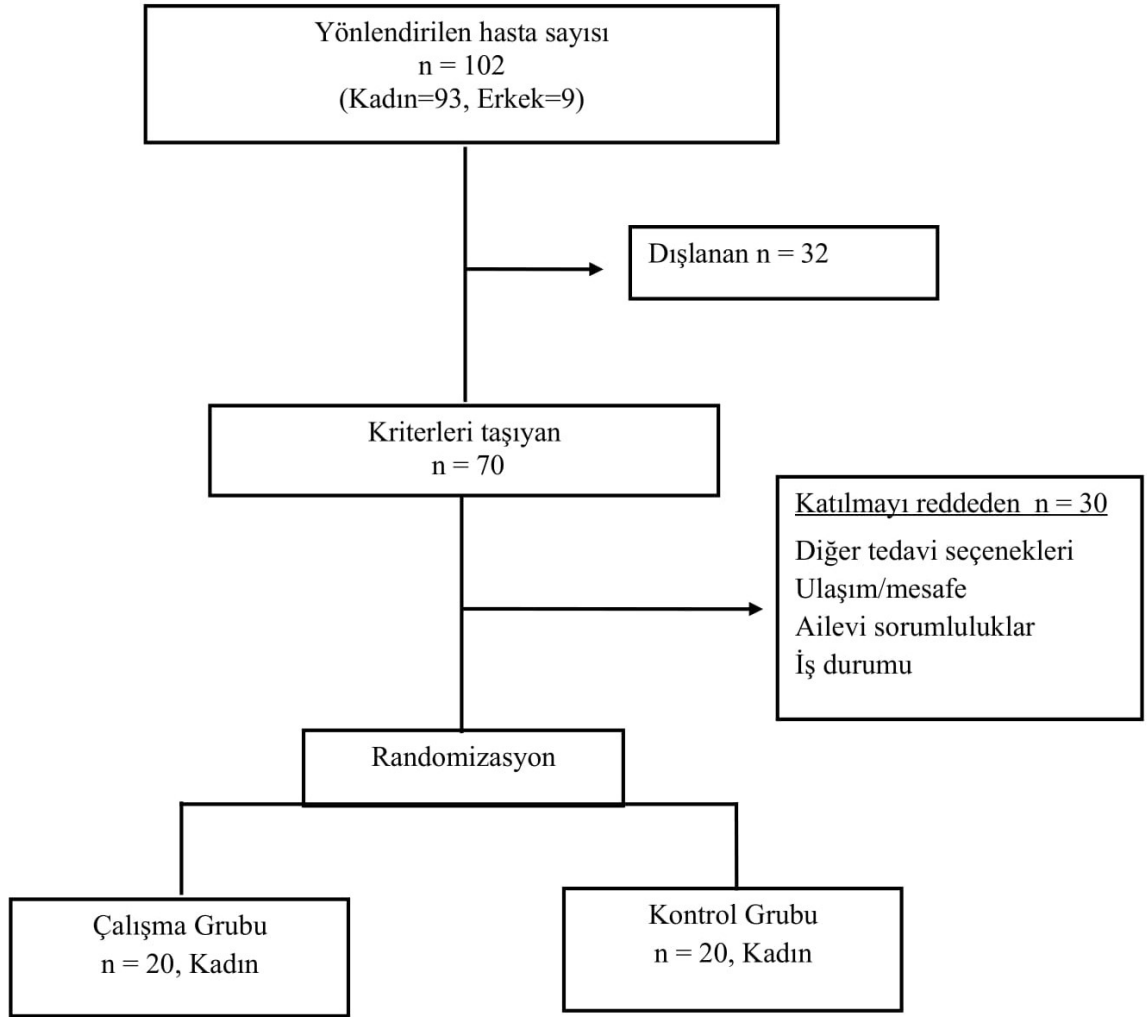 Yönlendirilen hasta sayısı
n = 102
(Kadın=93, Erkek=9)
Dışlanan n = 32
Kriterleri taşıyan
n = 70
Katılmayı reddeden n = 30
Diğer tedavi seçenekleri
Ulaşım/mesafe
Ailevi sorumluluklar
İş durumu
Randomizasyon
Çalışma Grubu
n = 20, Kadın
Kontrol Grubu
n = 20, Kadın